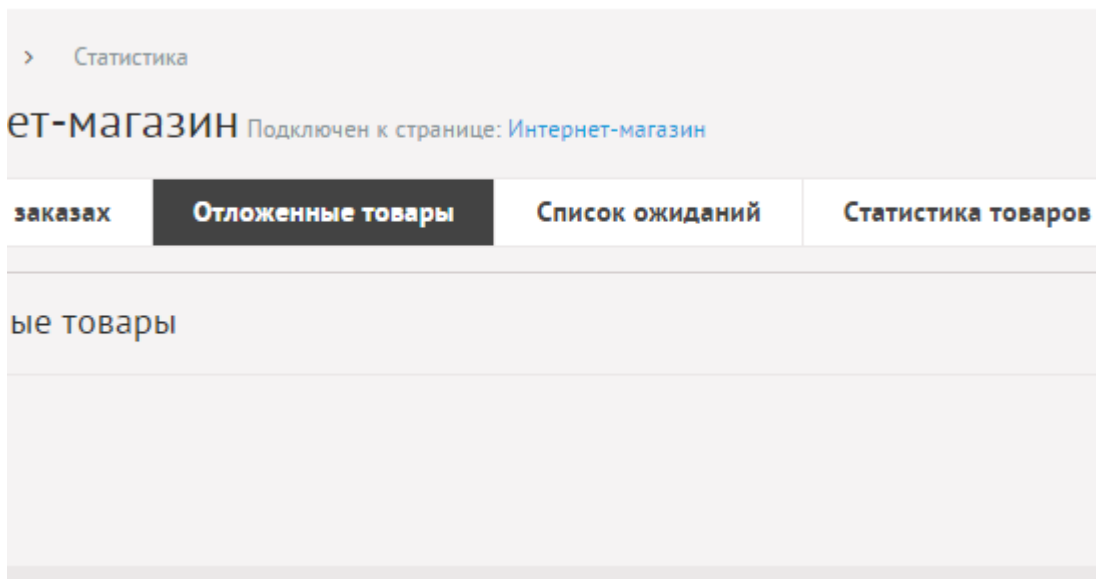 > Статистика
ет-магазин Подключен к странице: Интернет-магазин
заказах Отложенные товары Список ожиданий Статистика товаров
ые товары